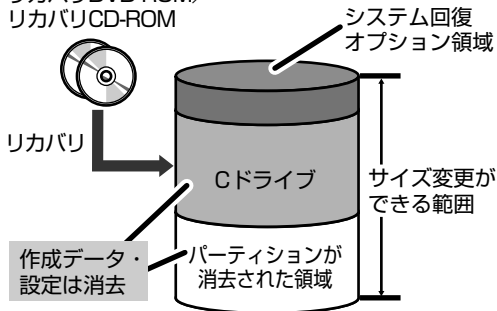 リカバリCD-ROM
システム回復
オプション領域
リカバリ
Cドライブ
サイズ変更が
できる範囲
作成データ・
設定は消去
パーティションが
消去された領域